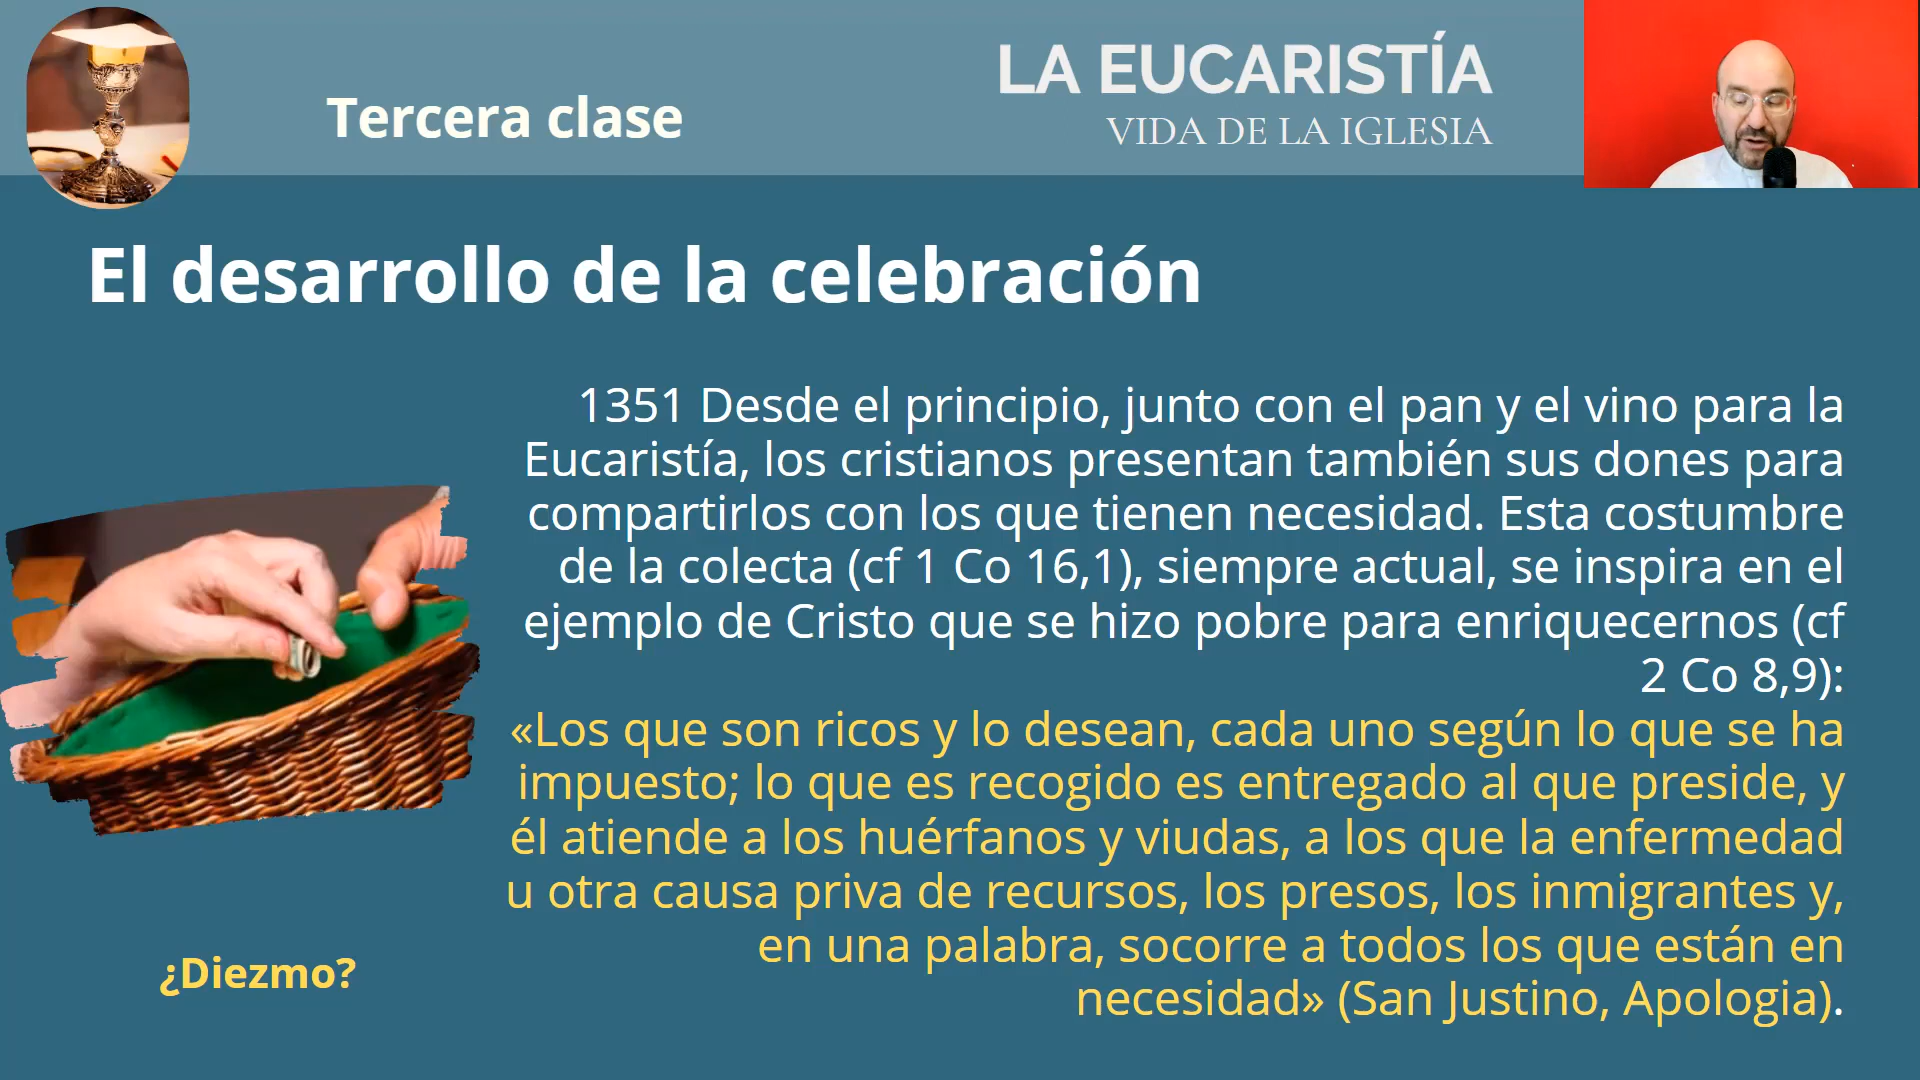 Tercera clase
LA EUCARISTÍA
VIDA DE LA IGLESIA
El desarrollo de la celebración
1351 Desde el principio, junto con el pan y el vino para la
Eucaristía, los cristianos presentan también sus dones para
compartirlos con los que tienen necesidad. Esta costumbre
de la colecta (cf 1 Co 16,1), siempre actual, se inspira en el
ejemplo de Cristo que se hizo pobre para enriquecernos (cf
2 Co 8,9):
«Los que son ricos y lo desean, cada uno según lo que se ha
impuesto; lo que es recogido es entregado al que preside, y
él atiende a los huérfanos y viudas, a los que la enfermedad
u otra causa priva de recursos, los presos, los inmigrantes y,
en una palabra, socorre a todos los que están en
necesidad» (San Justino, Apologia).
¿Diezmo?